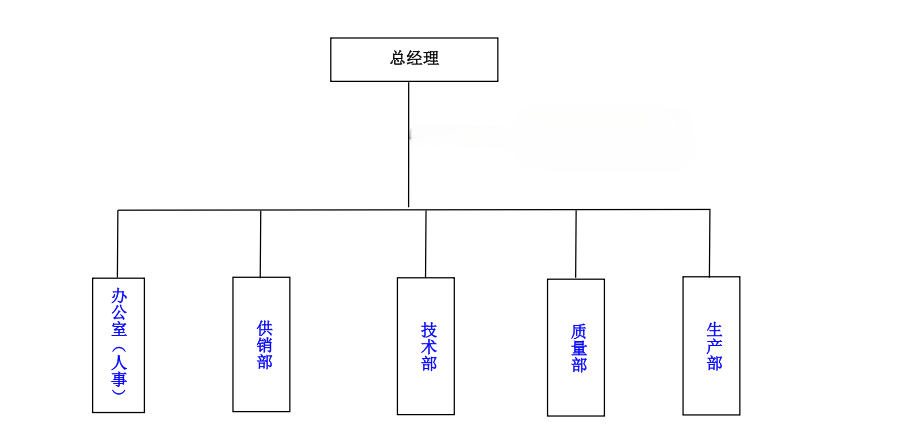 总经理
办公室（人事）
供销部
技术部
质量部
生产部